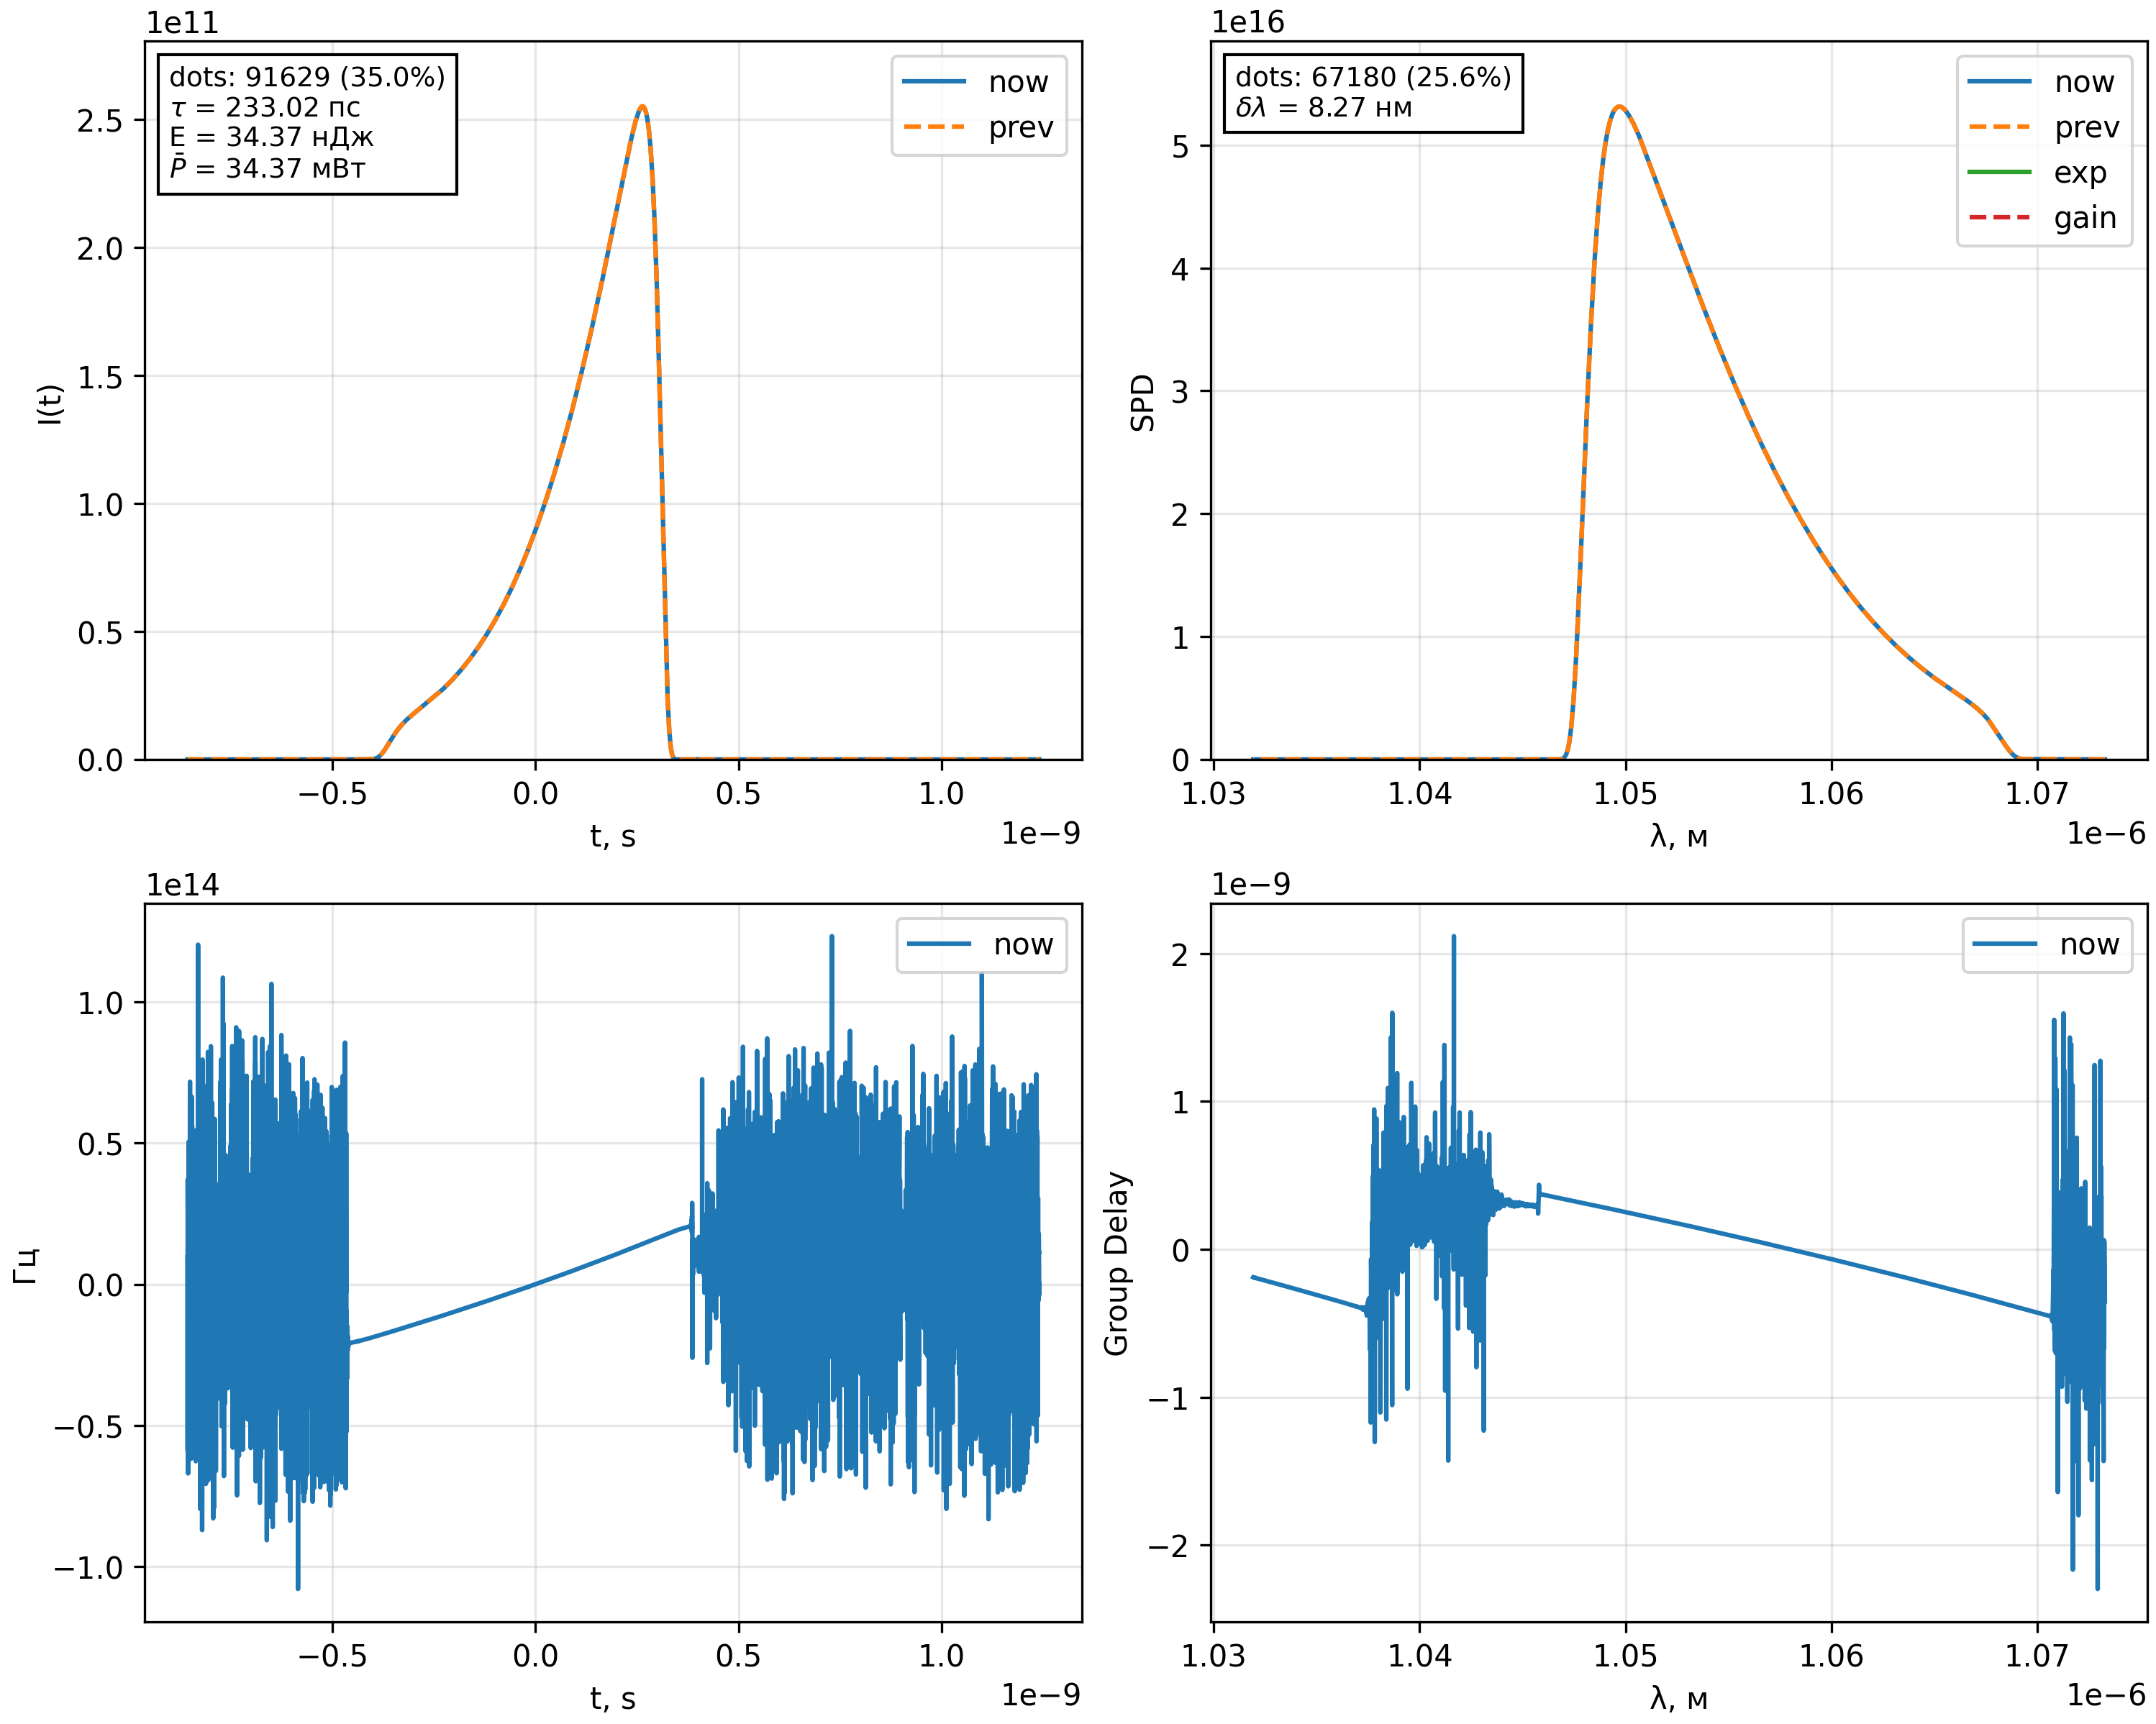 1e11
dots: 91629 (35.0%)
τ = 233.02 пс
E = 34.37 нДж
P̄ = 34.37 мВт
now
prev
I(t)
2.5
2.0
1.5
1.0
0.5
0.0
−0.5 0.0 0.5 1.0
t, s
1e−9
1e16
dots: 67180 (25.6%)
δλ = 8.27 нм
now
prev
exp
gain
SPD
5
4
3
2
1
0
1.03 1.04 1.05 1.06 1.07
λ, м
1e−6
1e14
now
Гц
1.0
0.5
0.0
−0.5
−1.0
−0.5 0.0 0.5 1.0
t, s
1e−9
1e−9
now
Group Delay
2
1
0
−1
−2
1.03 1.04 1.05 1.06 1.07
λ, м
1e−6